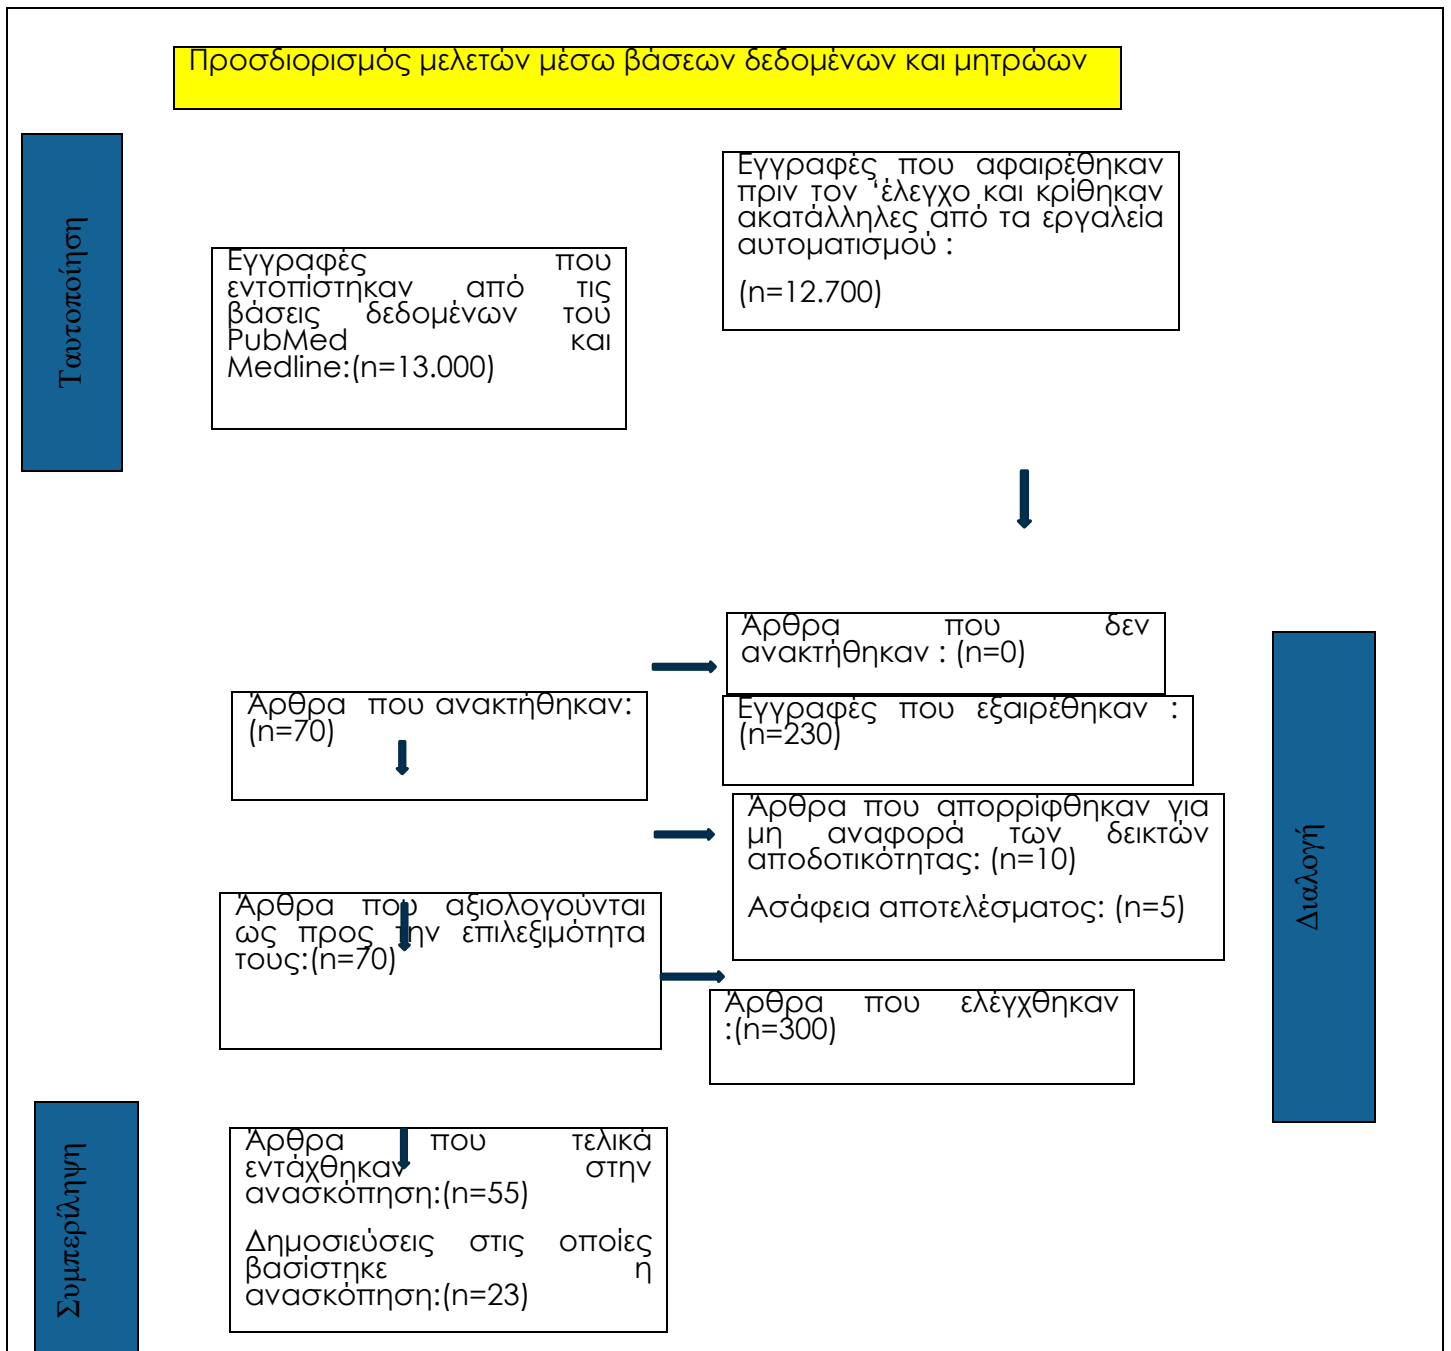 Προσδιορισμός μελετών μέσω βάσεων δεδομένων και μητρώων
Ταυτοποίηση
Εγγραφές που
εντοπίστηκαν από τις
βάσεις δεδομένων του
PubMed και
Medline:(n=13.000)
Εγγραφές που αφαιρέθηκαν
πριν τον ‘έλεγχο και κρίθηκαν
ακατάλληλες από τα εργαλεία
αυτοματισμού :
(n=12.700)
Άρθρα που δεν
ανακτήθηκαν : (n=0)
Άρθρα που ανακτήθηκαν:
(n=70)
Εγγραφές που εξαιρέθηκαν :
(n=230)
Άρθρα που απορρίφθηκαν για
μη αναφορά των δεικτών
αποδοτικότητας: (n=10)
Ασάφεια αποτελέσματος: (n=5)
Διαλογή
Άρθρα που αξιολογούνται
ως προς την επιλεξιμότητα
τους:(n=70)
Άρθρα που ελέγχθηκαν
:(n=300)
Συμπερίληψη
Άρθρα που τελικά
εντάχθηκαν στην
ανασκόπηση:(n=55)
Δημοσιεύσεις στις οποίες
βασίστηκε η
ανασκόπηση:(n=23)